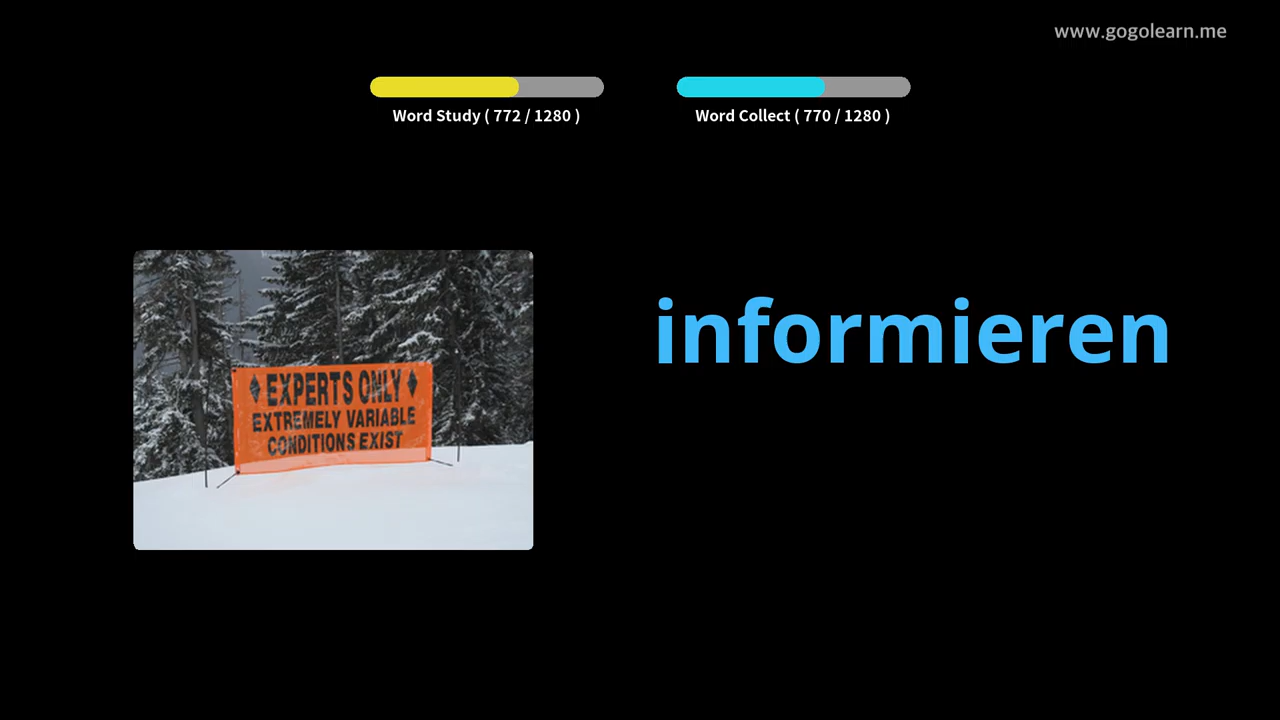 www.gogolearn.me
Word Study ( 772 / 1280 )
Word Collect ( 770 / 1280 )
EXPERTS ONLY
EXTREMELY VARIABLE
CONDITIONS EXIST
informieren